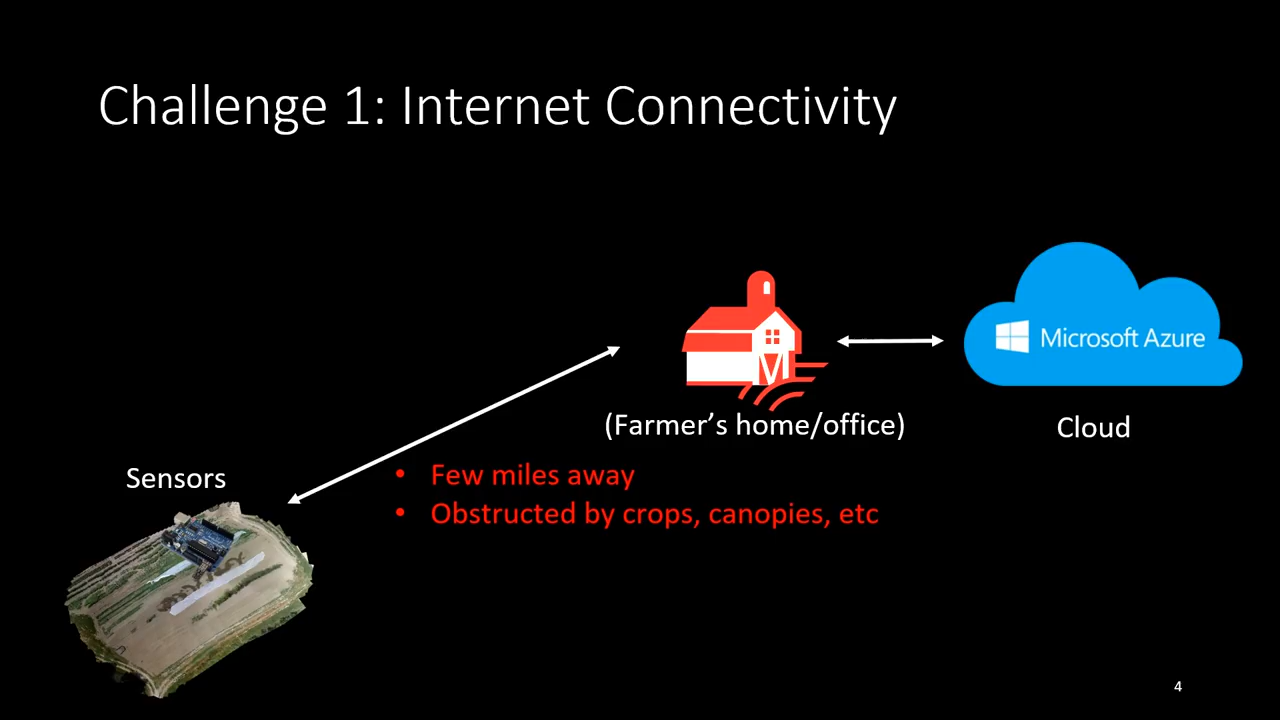 Challenge 1: Internet Connectivity
Microsoft Azure
(Farmer’s home/office)
Cloud
Sensors
• Few miles away
• Obstructed by crops, canopies, etc
4